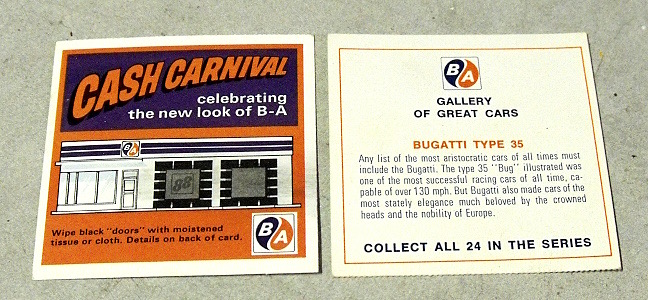 CASH CARNIVAL
celebrating
the new look of B-A
BA
88
Wipe black "doors" with moistened
tissue or cloth. Details on back of card.
BA
BA
GALLERY
OF GREAT CARS
BUGATTI TYPE 35
Any list of the most aristocratic cars of all times must
include the Bugatti. The type 35 "Bug" illustrated was
one of the most successful racing cars of all time, ca-
pable of over 130 mph. But Bugatti also made cars of the
most stately elegance much beloved by the crowned
heads and the nobility of Europe.
COLLECT ALL 24 IN THE SERIES